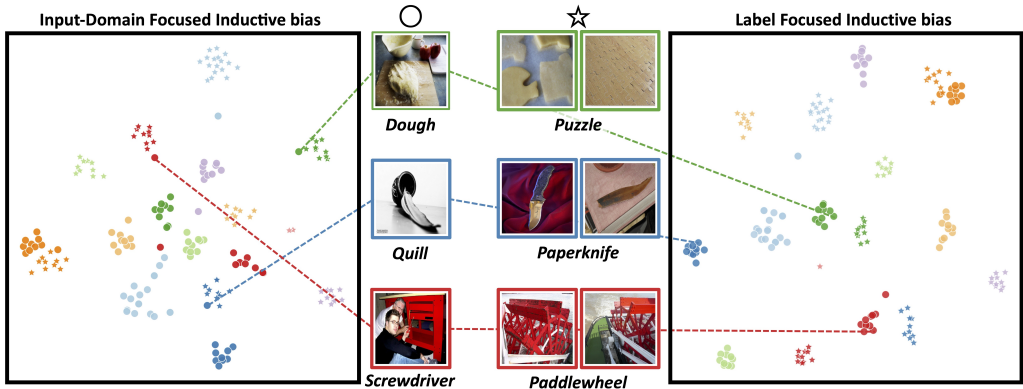 Input-Domain Focused Inductive bias
Label Focused Inductive bias
Dough
Puzzle
Quill
Paperknife
Screwdriver
Paddlewheel